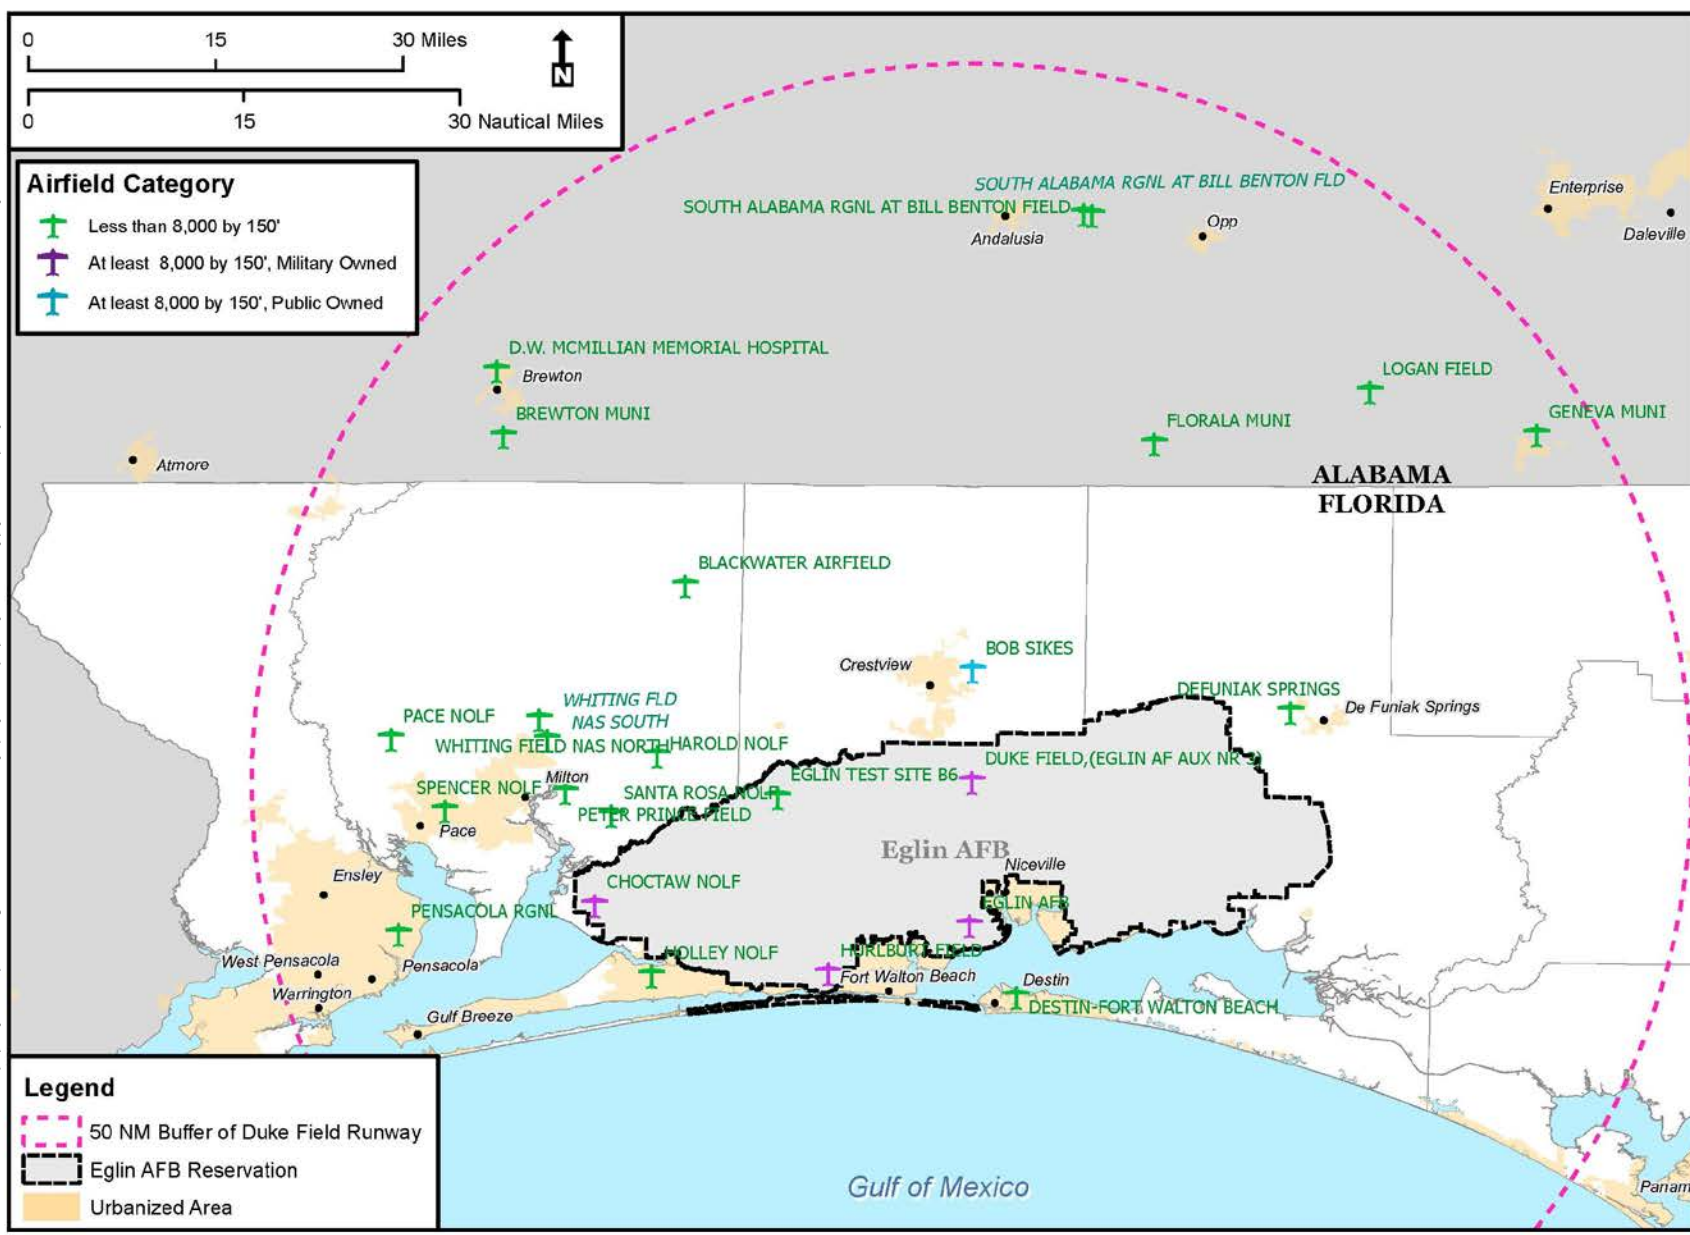 0 15 30 Miles
N
0 15 30 Nautical Miles
Airfield Category
Less than 8,000 by 150'
At least 8,000 by 150', Military Owned
At least 8,000 by 150', Public Owned
SOUTH ALABAMA RGNL AT BILL BENTON FLD
SOUTH ALABAMA RGNL AT BILL BENTON FIELD
Andalusia
Opp
Enterprise
Daleville
D.W. MCMILLIAN MEMORIAL HOSPITAL
Brewton
BREWTON MUNI
LOGAN FIELD
GENEVA MUNI
FLORALA MUNI
Atmore
ALABAMA
FLORIDA
BLACKWATER AIRFIELD
BOB SIKES
Crestview
DEFUNIAK SPRINGS
De Funiak Springs
WHITING FLD
NAS SOUTH
PACE NOLF
WHITING FIELD NAS NORTH
HAROLD NOLF
DUKE FIELD,(EGLIN AF AUX NR 3)
EGLIN TEST SITE B6
Milton
SPENCER NOLF
SANTA ROSA NOLF
PETER PRINCE FIELD
Pace
Eglin AFB
Niceville
Ensley
CHOCTAW NOLF
EGLIN AFB
PENSACOLA RGNL
HOLLEY NOLF
HURLBURT FIELD
West Pensacola
Pensacola
Fort Walton Beach
Destin
Warrington
DESTIN-FORT WALTON BEACH
Gulf Breeze
Legend
50 NM Buffer of Duke Field Runway
Eglin AFB Reservation
Urbanized Area
Gulf of Mexico
Panam